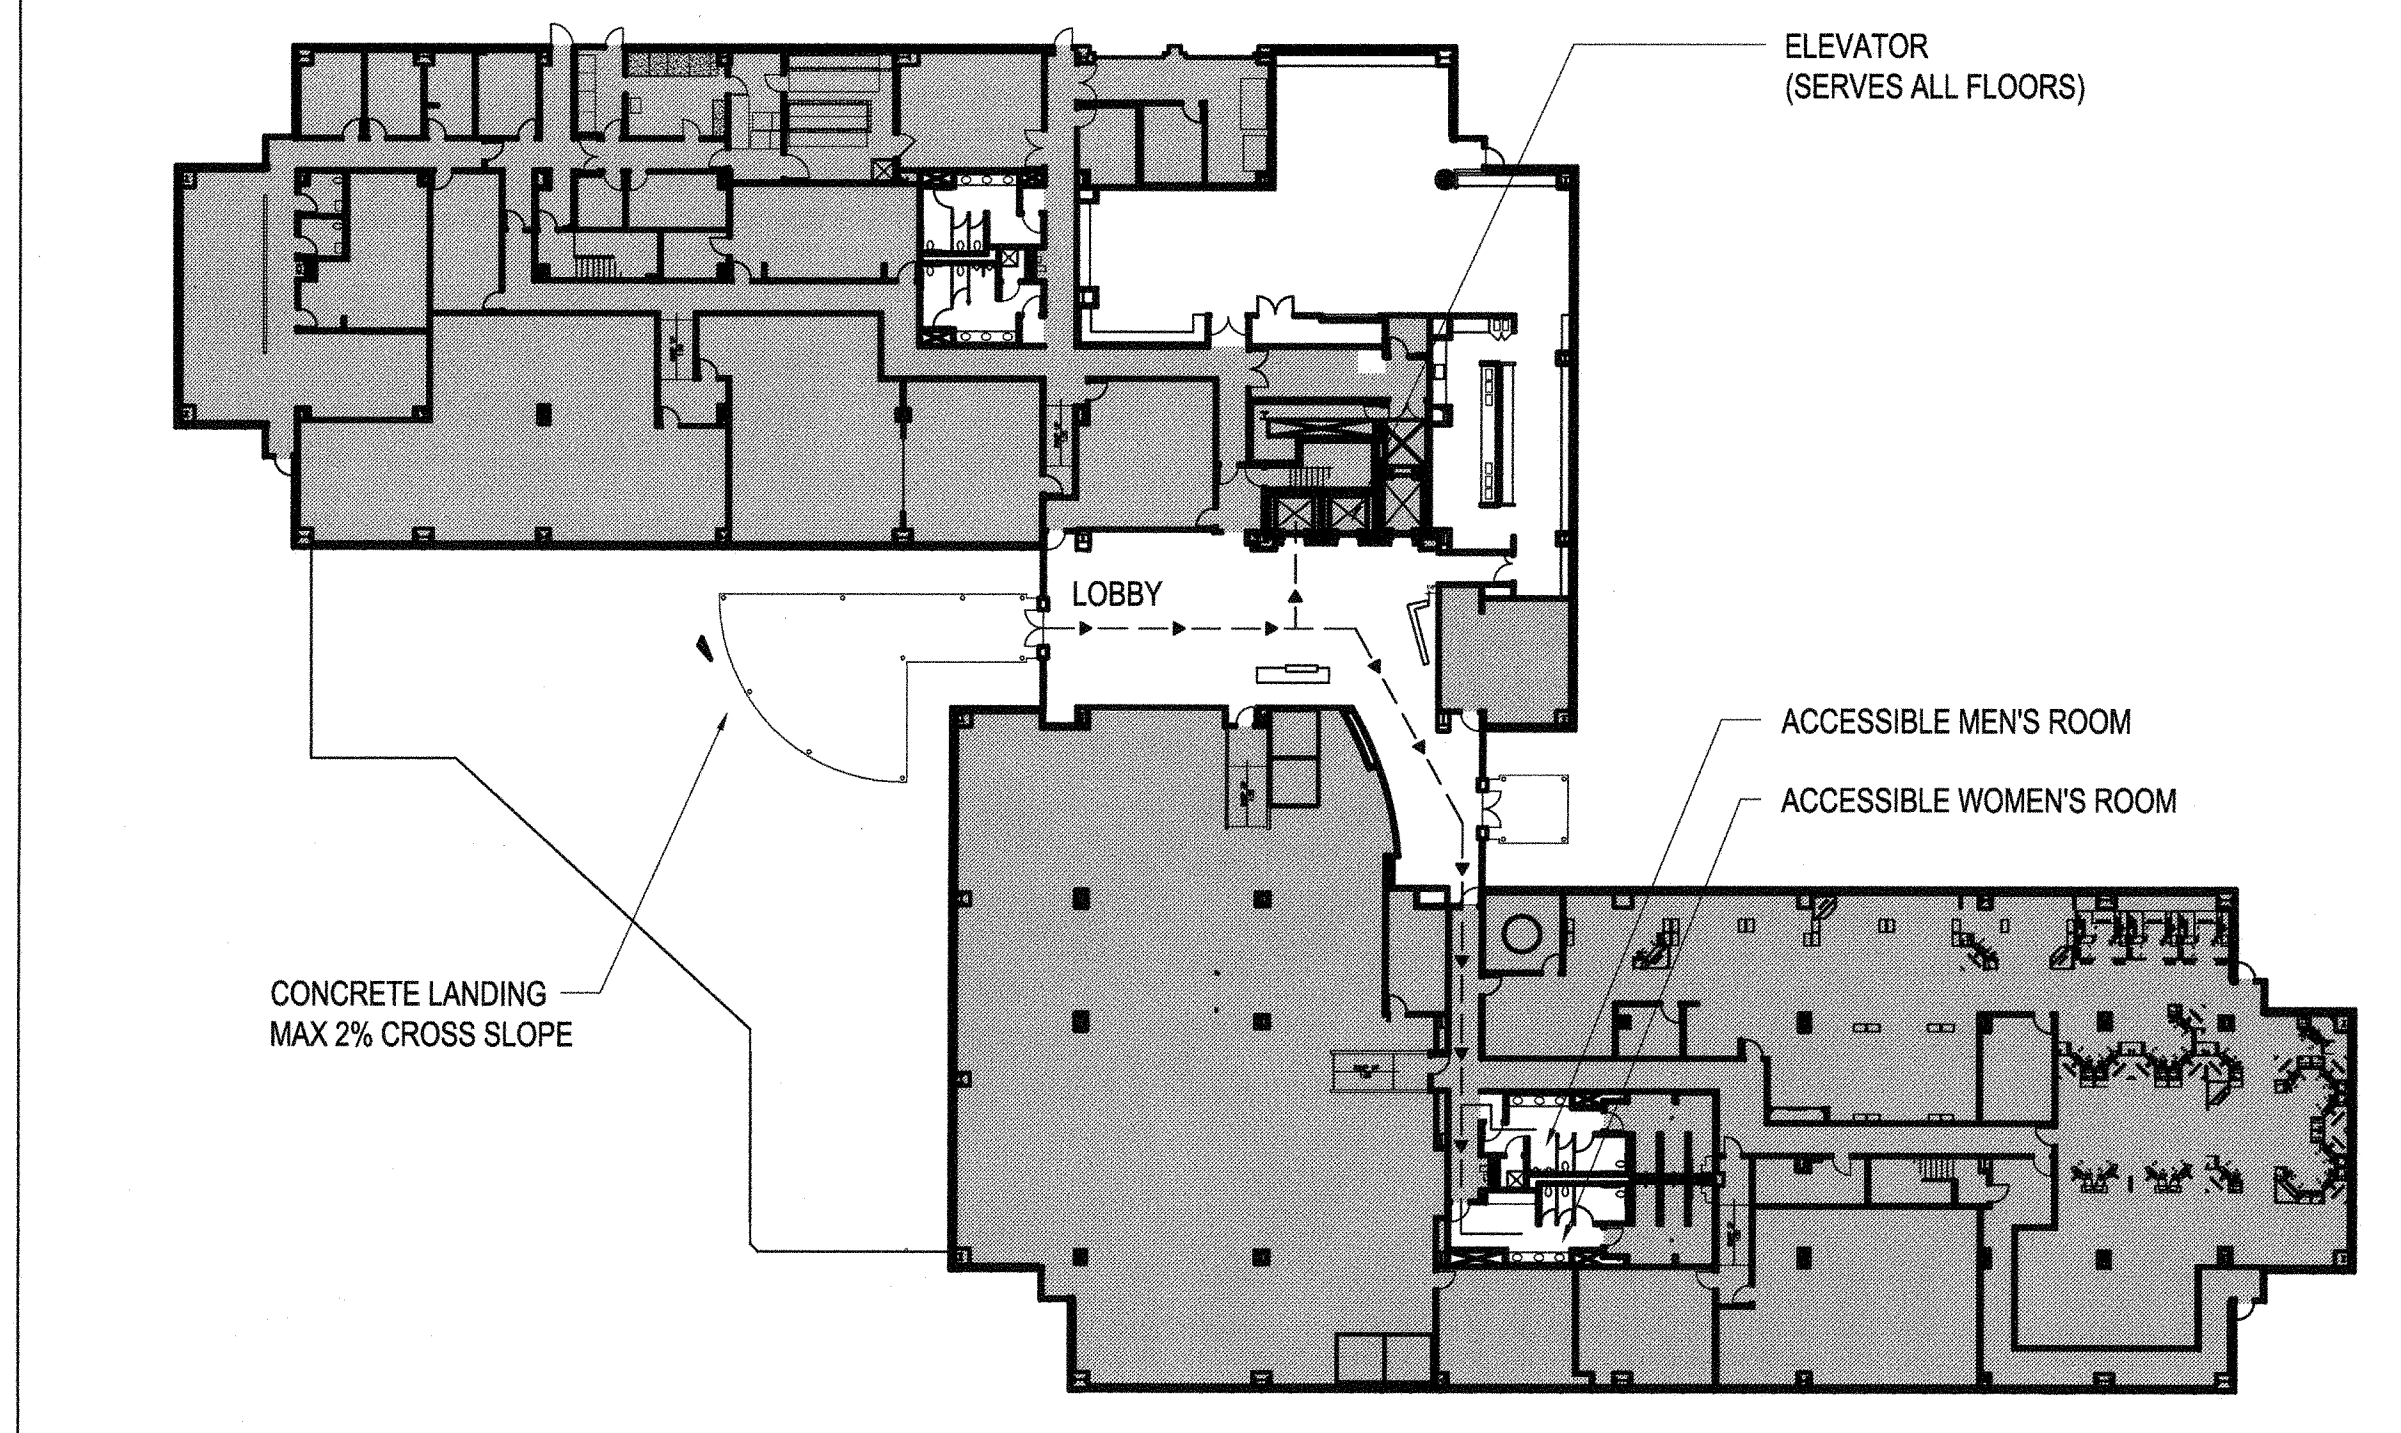 ELEVATOR
(SERVES ALL FLOORS)
LOBBY
ACCESSIBLE MEN'S ROOM
ACCESSIBLE WOMEN'S ROOM
CONCRETE LANDING
MAX 2% CROSS SLOPE